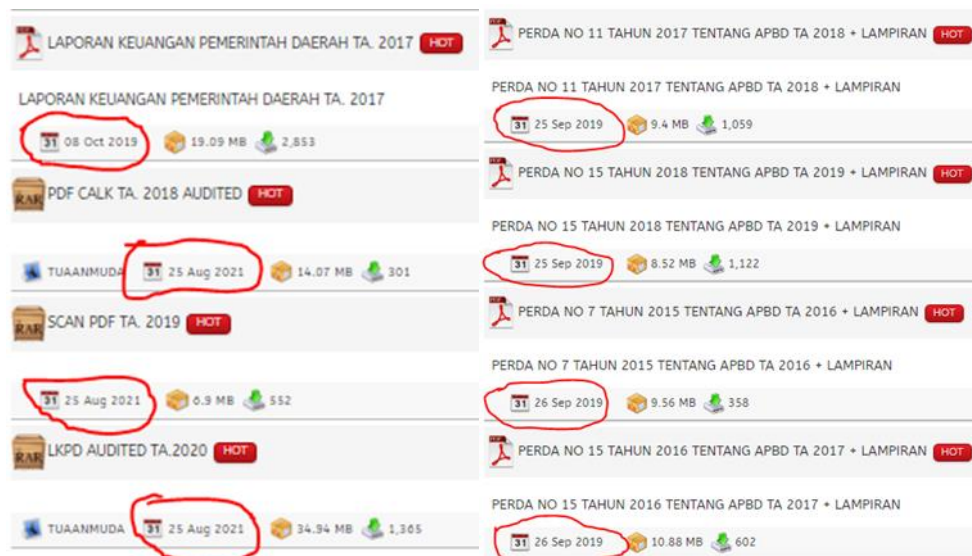 LAPORAN KEUANGAN PEMERINTAH DAERAH TA. 2017 HOT
LAPORAN KEUANGAN PEMERINTAH DAERAH TA. 2017
31 08 Oct 2019 19.09 MB 2,853
RAR PDF CALK TA. 2018 AUDITED HOT
TUAANMUDA 31 25 Aug 2021 14.07 MB 301
RAR SCAN PDF TA. 2019 HOT
31 25 Aug 2021 6.9 MB 552
RAR LKPD AUDITED TA.2020 HOT
TUAANMUDA 31 25 Aug 2021 34.94 MB 1,365
PERDA NO 11 TAHUN 2017 TENTANG APBD TA 2018 + LAMPIRAN HOT
PERDA NO 11 TAHUN 2017 TENTANG APBD TA 2018 + LAMPIRAN
31 25 Sep 2019 9.4 MB 1,059
PERDA NO 15 TAHUN 2018 TENTANG APBD TA 2019 + LAMPIRAN HOT
PERDA NO 15 TAHUN 2018 TENTANG APBD TA 2019 + LAMPIRAN
31 25 Sep 2019 8.52 MB 1,122
PERDA NO 7 TAHUN 2015 TENTANG APBD TA 2016 + LAMPIRAN HOT
PERDA NO 7 TAHUN 2015 TENTANG APBD TA 2016 + LAMPIRAN
31 26 Sep 2019 9.56 MB 358
PERDA NO 15 TAHUN 2016 TENTANG APBD TA 2017 + LAMPIRAN HOT
PERDA NO 15 TAHUN 2016 TENTANG APBD TA 2017 + LAMPIRAN
31 26 Sep 2019 10.88 MB 602